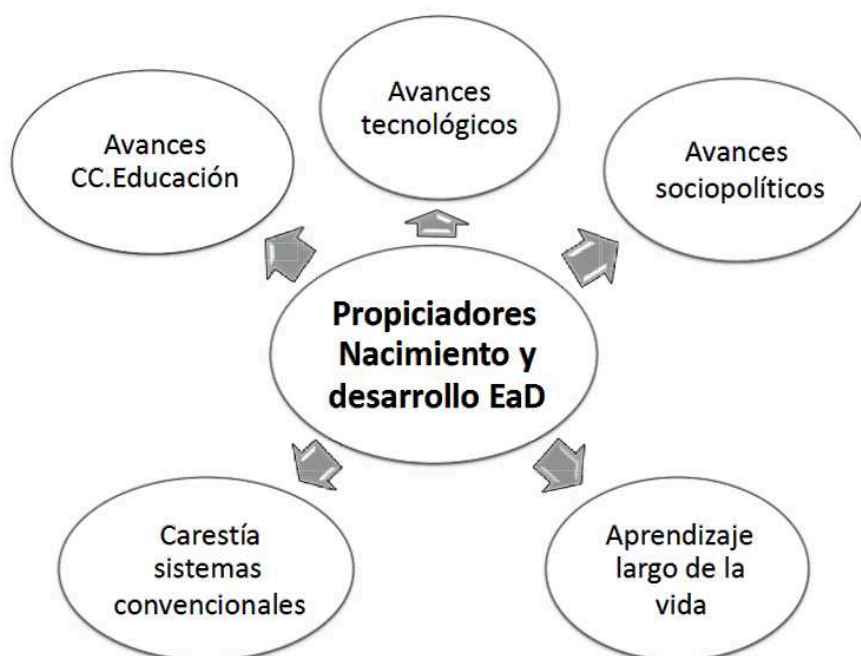 Avances
tecnológicos
Avances
CC.Educación
Avances
sociopolíticos
Propiciadores
Nacimiento y
desarrollo EaD
Carestía
sistemas
convencionales
Aprendizaje
largo de la
vida